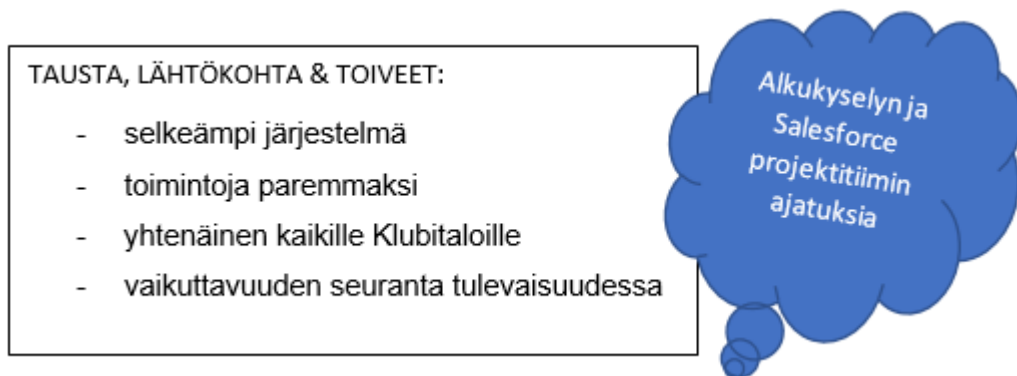 TAUSTA, LÄHTÖKOHTA & TOIVEET:
- selkeämpi järjestelmä
- toimintoja paremmaksi
- yhtenäinen kaikille Klubitaloille
- vaikuttavuuden seuranta tulevaisuudessa
Alkukyselyn ja
Salesforce
projektitiimin
ajatuksia